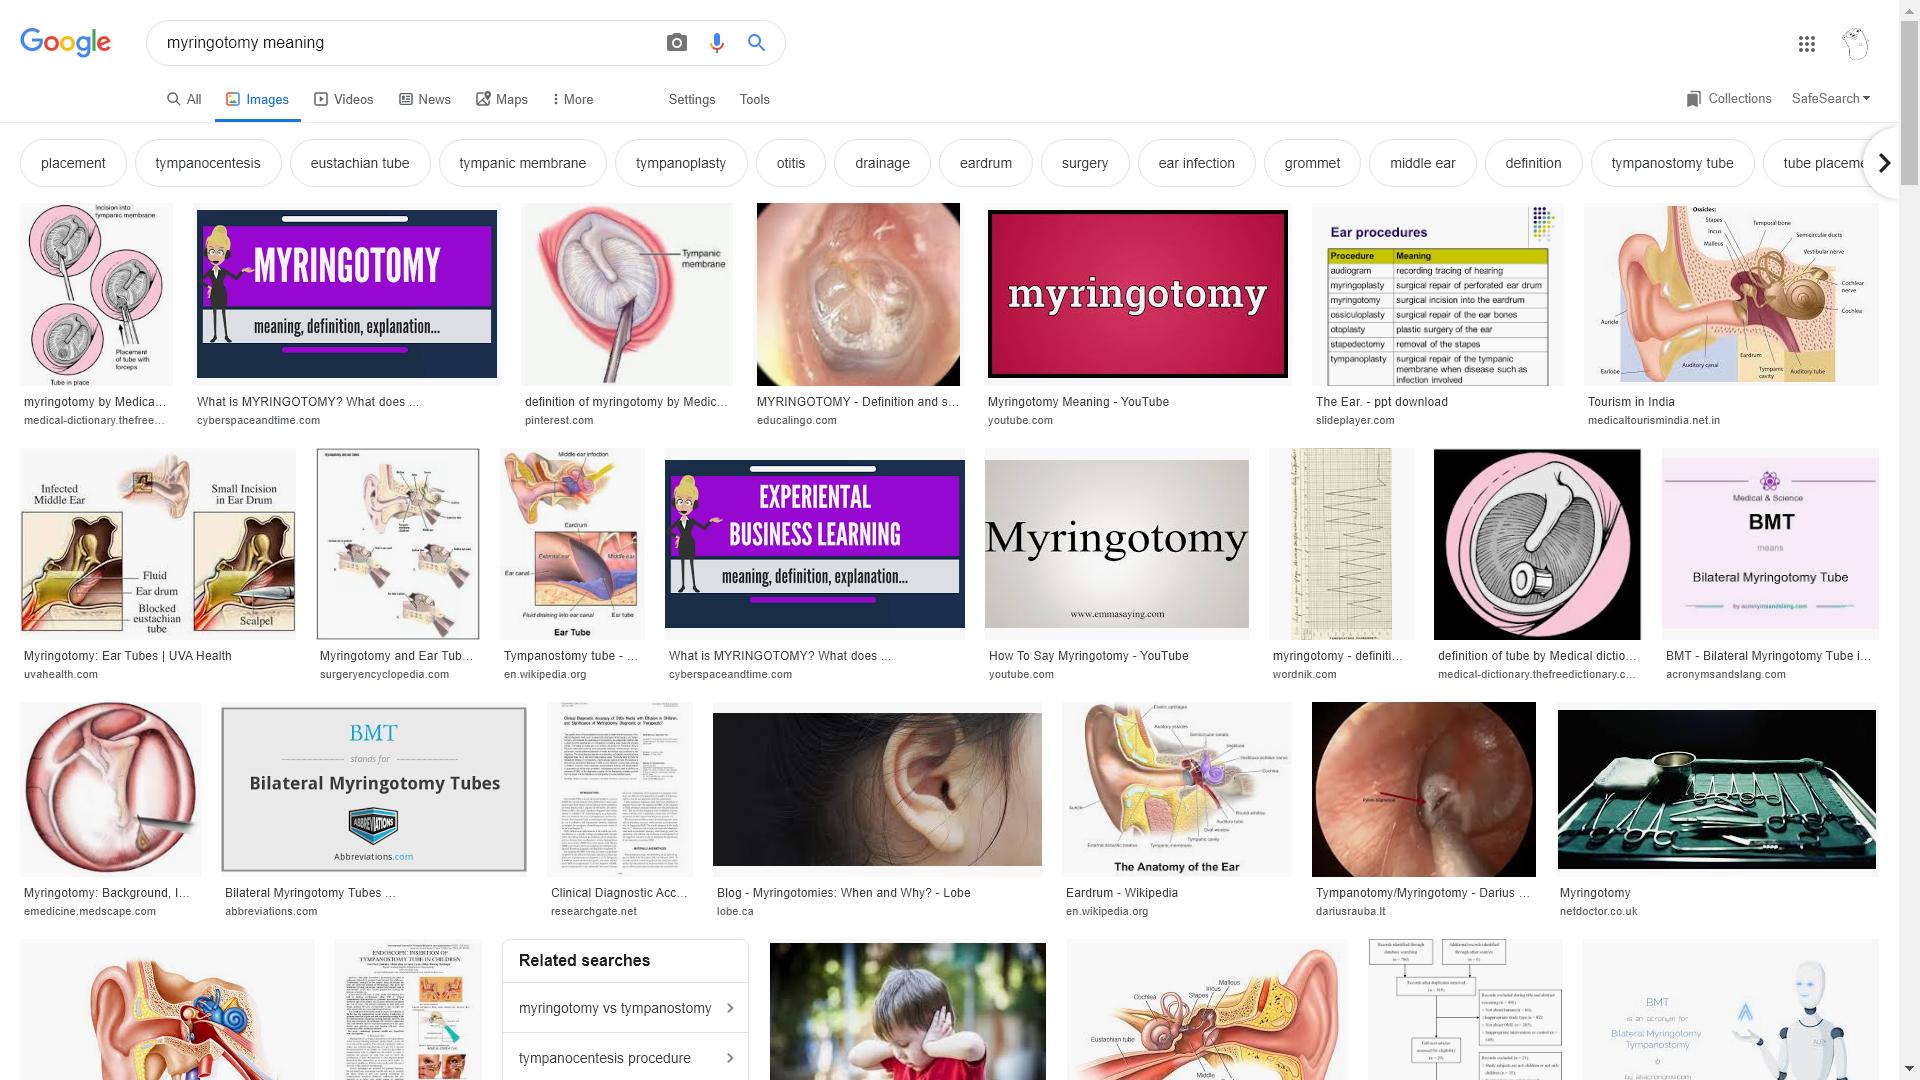 Google
myringotomy meaning
All
Images
Videos
News
Maps
More
Settings
Tools
Collections
SafeSearch
placement
tympanocentesis
eustachian tube
tympanic membrane
tympanoplasty
otitis
drainage
eardrum
surgery
ear infection
grommet
middle ear
definition
tympanostomy tube
tube placeme
Incision into
tympanic membrane
Placement
of tube with
forceps
Tube in place
myringotomy by Medica...
medical-dictionary.thefree...
MYRINGOTOMY
meaning, definition, explanation...
What is MYRINGOTOMY? What does ...
cyberspaceandtime.com
Tympanic
membrane
definition of myringotomy by Medic...
pinterest.com
MYRINGOTOMY - Definition and s...
educalingo.com
myringotomy
Myringotomy Meaning - YouTube
youtube.com
Ear procedures
Procedure Meaning
audiogram recording tracing of hearing
myringoplasty surgical repair of perforated ear drum
myringotomy surgical incision into the eardrum
ossiculoplasty surgical repair of the ear bones
otoplasty plastic surgery of the ear
stapedectomy removal of the stapes
tympanoplasty surgical repair of the tympanic
membrane when disease such as
infection involved
The Ear. - ppt download
slideplayer.com
Ossicles:
Stapes
Incus
Malleus
Temporal bone
Semicircular ducts
Vestibular nerve
Cochlear
nerve
Cochlea
Auricle
Earlobe
Auditory canal
Eardrum
Tympanic
cavity
Auditory tube
Tourism in India
medicaltourismindia.net.in
Infected
Middle Ear
Small Incision
in Ear Drum
Fluid
Ear drum
Blocked
eustachian
tube
Scalpel
Myringotomy: Ear Tubes | UVA Health
uvahealth.com
Myringotomy and Ear Tub...
surgeryencyclopedia.com
Middle ear infection
Eardrum
External ear
Middle ear
Ear canal
Fluid draining into ear canal
Ear tube
Ear Tube
Tympanostomy tube - ...
en.wikipedia.org
EXPERIENTAL
BUSINESS LEARNING
meaning, definition, explanation...
What is MYRINGOTOMY? What does ...
cyberspaceandtime.com
Myringotomy
www.emmasaying.com
How To Say Myringotomy - YouTube
youtube.com
myringotomy - definiti...
wordnik.com
definition of tube by Medical dictio...
medical-dictionary.thefreedictionary.c...
Medical & Science
BMT
means
Bilateral Myringotomy Tube
by acronymsandslang.com
BMT - Bilateral Myringotomy Tube i...
acronymsandslang.com
Myringotomy: Background, I...
emedicine.medscape.com
BMT
stands for
Bilateral Myringotomy Tubes
ABBREVIATIONS
Abbreviations.com
Bilateral Myringotomy Tubes ...
abbreviations.com
Clinical Diagnostic Acc...
researchgate.net
Blog - Myringotomies: When and Why? - Lobe
lobe.ca
The Anatomy of the Ear
Eardrum - Wikipedia
en.wikipedia.org
Tympanotomy/Myringotomy - Darius ...
dariusrauba.lt
Myringotomy
netdoctor.co.uk
ENDOSCOPIC INSERTION OF
TYMPANOSTOMY TUBE IN CHILDREN
Related searches
myringotomy vs tympanostomy
tympanocentesis procedure
Cochlea
Stapes
Incus
Malleus
Eustachian tube
Middle
BMT
is an acronym for
Bilateral Myringotomy
Tympanostomy
by allacronyms.com